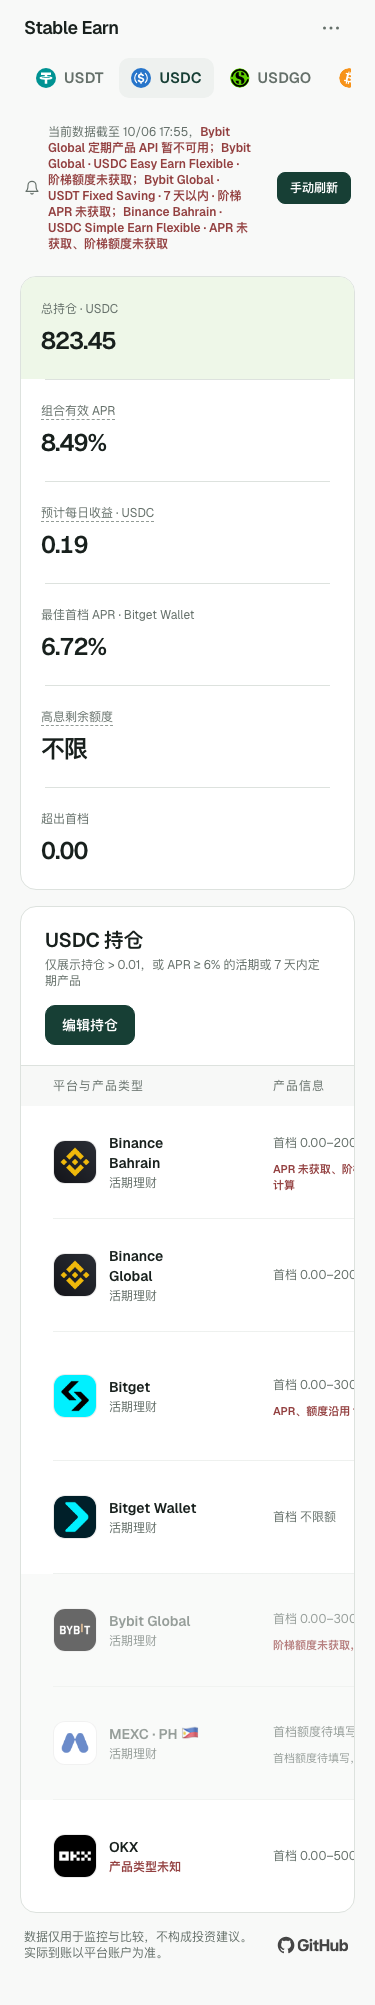 Stable Earn
USDT USDC USDGO
当前数据截至 10/06 17:55，Bybit
Global 定期产品 API 暂不可用；Bybit
Global · USDC Easy Earn Flexible ·
阶梯额度未获取；Bybit Global ·
USDT Fixed Saving · 7 天以内 · 阶梯
APR 未获取；Binance Bahrain ·
USDC Simple Earn Flexible · APR 未
获取、阶梯额度未获取
手动刷新
总持仓 · USDC
823.45
组合有效 APR
8.49%
预计每日收益 · USDC
0.19
最佳首档 APR · Bitget Wallet
6.72%
高息剩余额度
不限
超出首档
0.00
USDC 持仓
仅展示持仓 > 0.01，或 APR ≥ 6% 的活期或 7 天内定
期产品
编辑持仓
平台与产品类型 产品信息
Binance
Bahrain
活期理财
首档 0.00–200
APR 未获取、阶
计算
Binance
Global
活期理财
首档 0.00–200
Bitget
活期理财
首档 0.00–300
APR、额度沿用
Bitget Wallet
活期理财
首档 不限额
BYBIT
Bybit Global
活期理财
首档 0.00–300
阶梯额度未获取，
MEXC · PH
活期理财
首档额度待填写
首档额度待填写，
OKX
OKX
产品类型未知
首档 0.00–500
数据仅用于监控与比较，不构成投资建议。
实际到账以平台账户为准。
GitHub